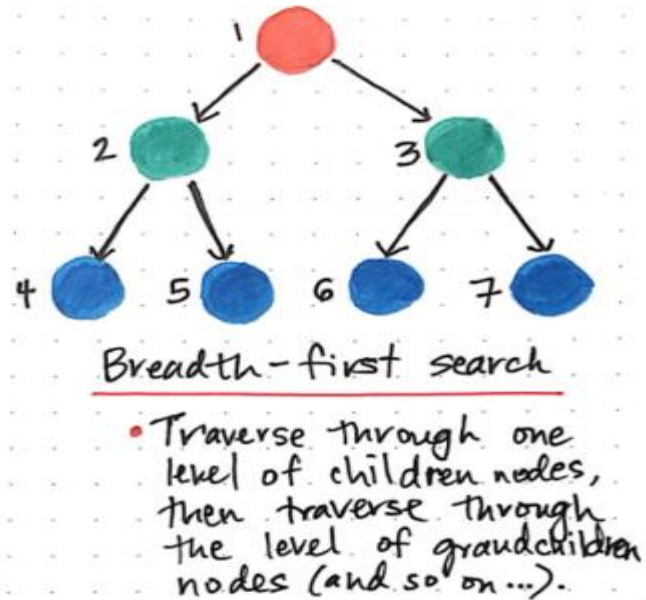 1
2 3
4 5 6 7
Breadth-first search
• Traverse through one
level of children nodes,
then traverse through
the level of grandchildren
nodes (and so on...).